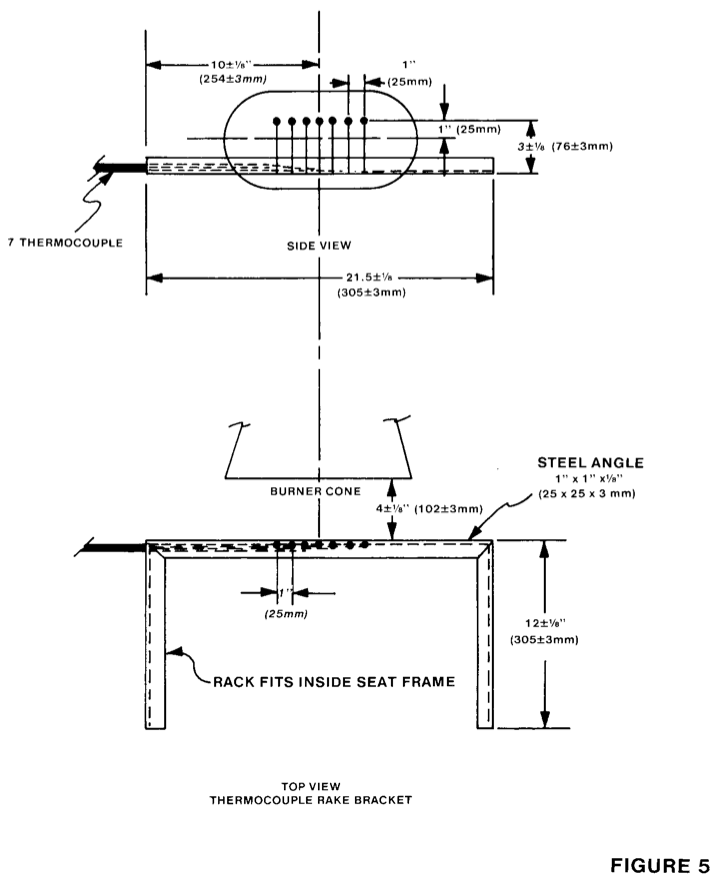 10±⅛"
(254±3mm)
1"
(25mm)
1" (25mm)
3±⅛ (76±3mm)
7 THERMOCOUPLE
SIDE VIEW
21.5±⅛
(305±3mm)
BURNER CONE
4±⅛" (102±3mm)
STEEL ANGLE
1" x 1" x⅛"
(25 x 25 x 3 mm)
1"
(25mm)
12±⅛"
(305±3mm)
RACK FITS INSIDE SEAT FRAME
TOP VIEW
THERMOCOUPLE RAKE BRACKET
FIGURE 5